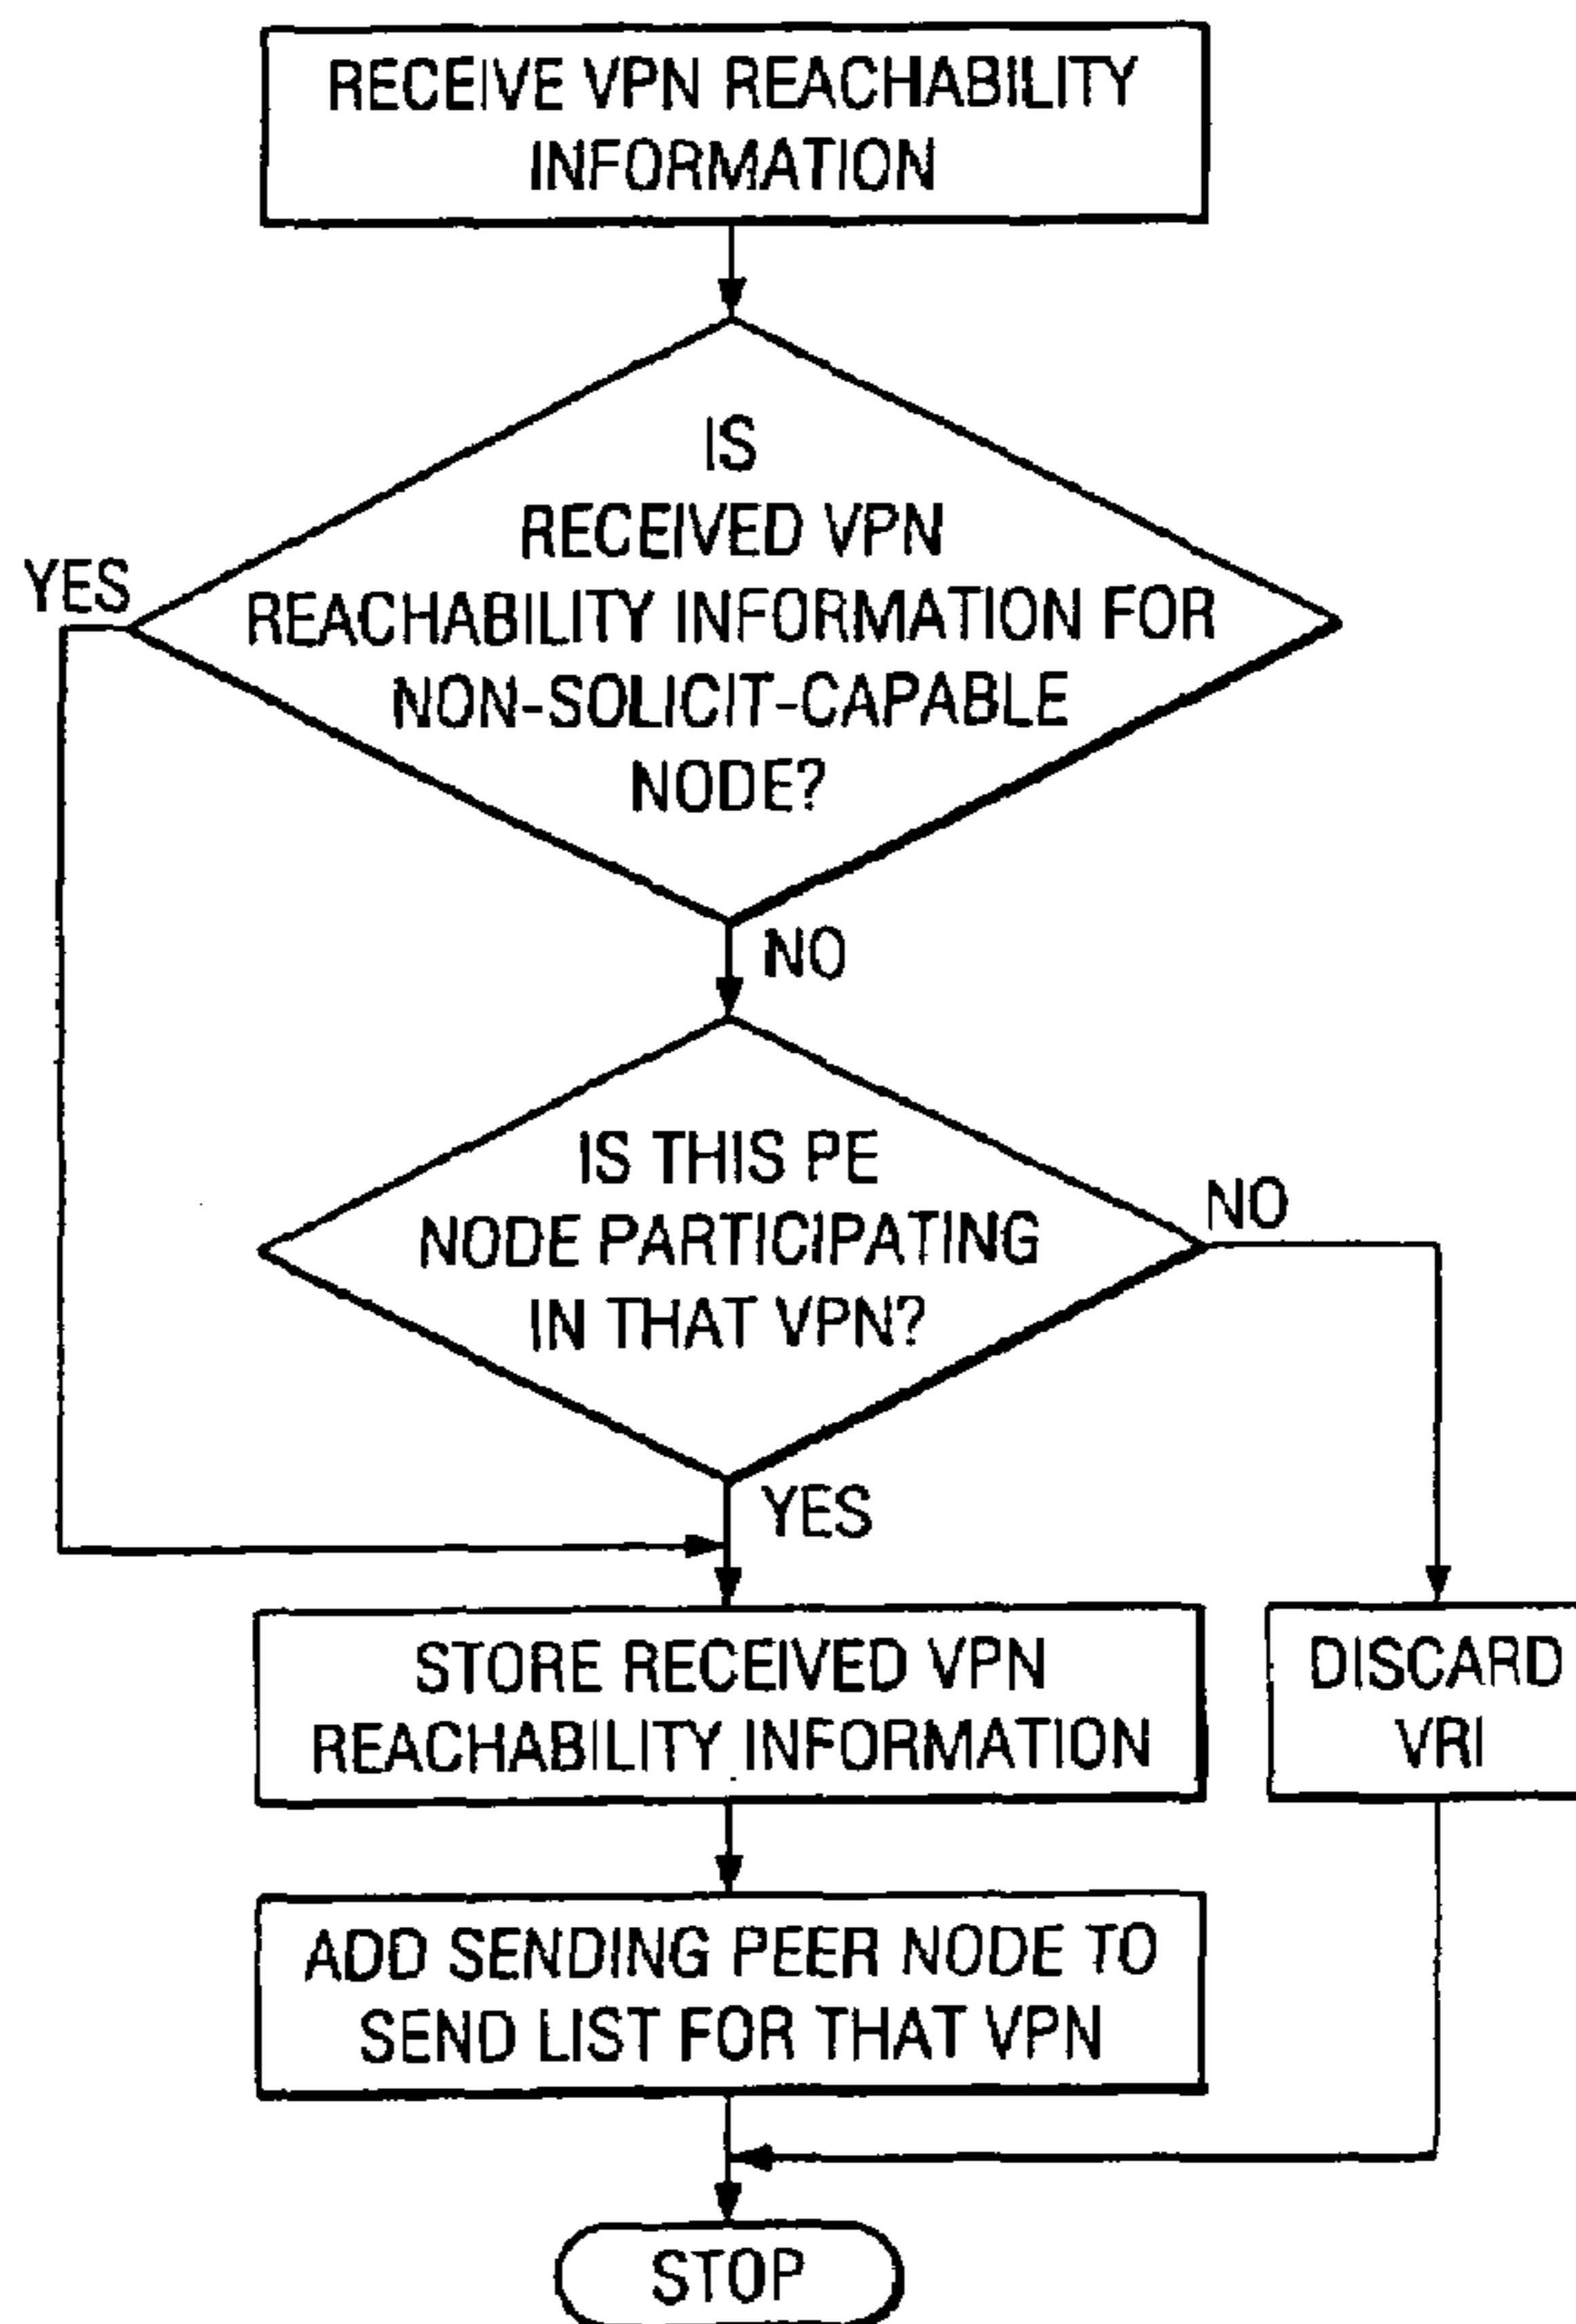 RECEIVE VPN REACHABILITY
INFORMATION
IS
RECEIVED VPN
REACHABILITY INFORMATION FOR
NON-SOLICIT-CAPABLE
NODE?
YES
NO
IS THIS PE
NODE PARTICIPATING
IN THAT VPN?
NO
YES
STORE RECEIVED VPN
REACHABILITY INFORMATION
DISCARD
VRI
ADD SENDING PEER NODE TO
SEND LIST FOR THAT VPN
STOP